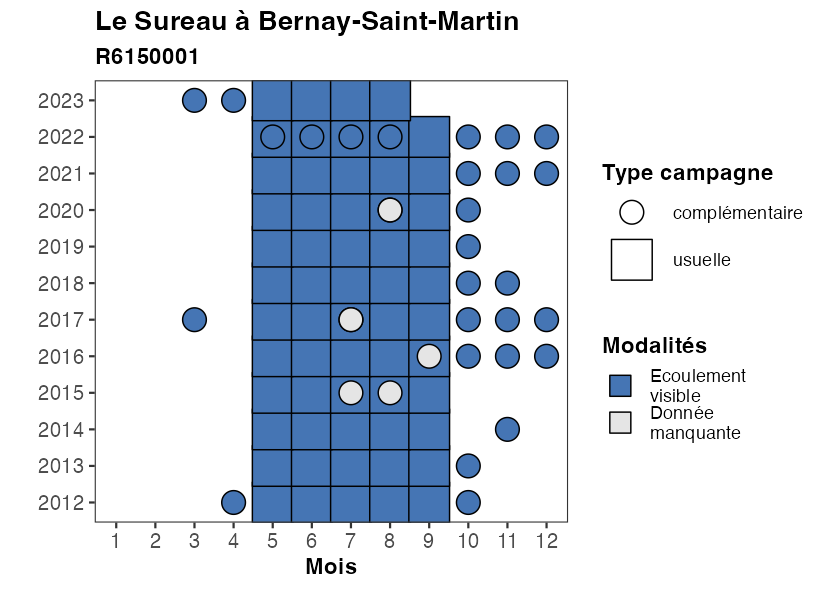 Le Sureau à Bernay-Saint-Martin
R6150001
2023
2022
2021
2020
2019
2018
2017
2016
2015
2014
2013
2012
1 2 3 4 5 6 7 8 9 10 11 12
Mois
Type campagne
complémentaire
usuelle
Modalités
Ecoulement
visible
Donnée
manquante